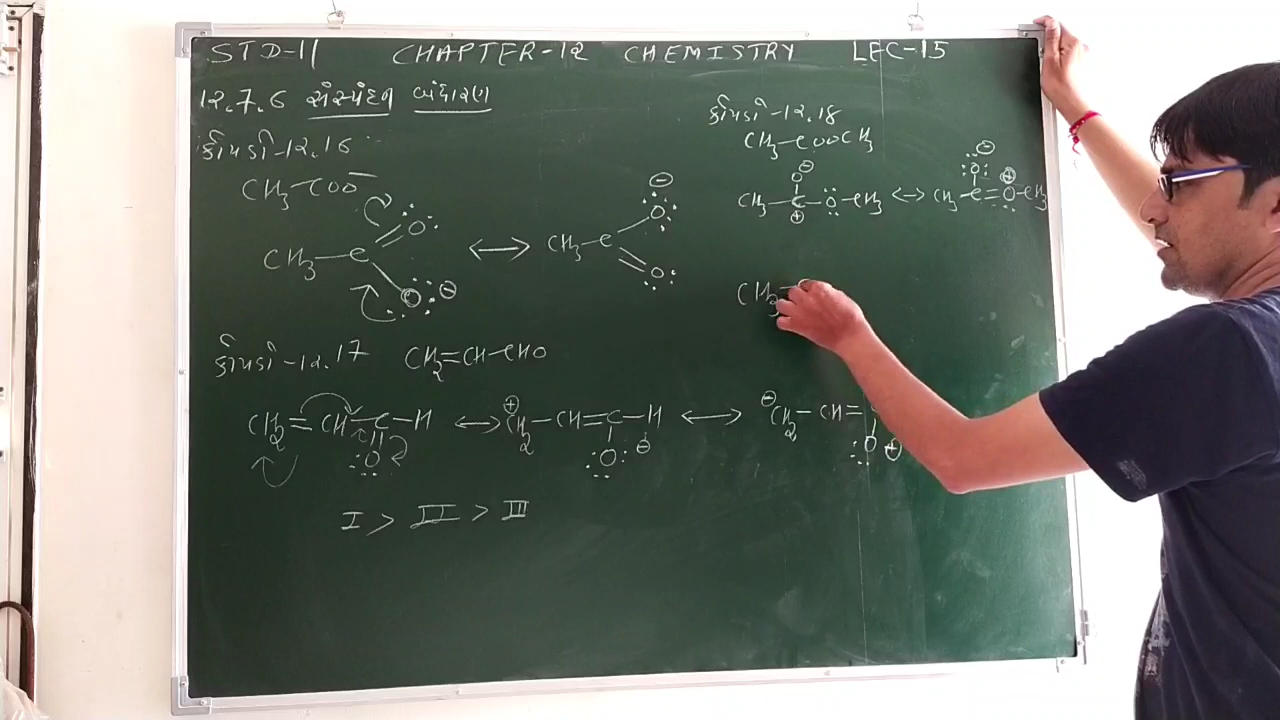 STD-11 CHAPTER-12 CHEMISTRY LEC-15
12.7.6 સંસ્પંદન બંધારણ
કોયડો-12.16
CH₃-COO⁻
CH₃-C O O ⊖ ↔ CH₃-C O ⊖ O
કોયડો-12.17 CH₂=CH-CHO
CH₂=CH-C-H ↔ ⊕CH₂-CH=C-H ↔ ⊖CH₂-CH=
O O ⊖ O ⊕
I > II > III
કોયડો-12.18
CH₃-COOCH₃
O ⊖ O ⊖
CH₃-C-O-CH₃ ↔ CH₃-C=O-CH₃
⊕ ⊕